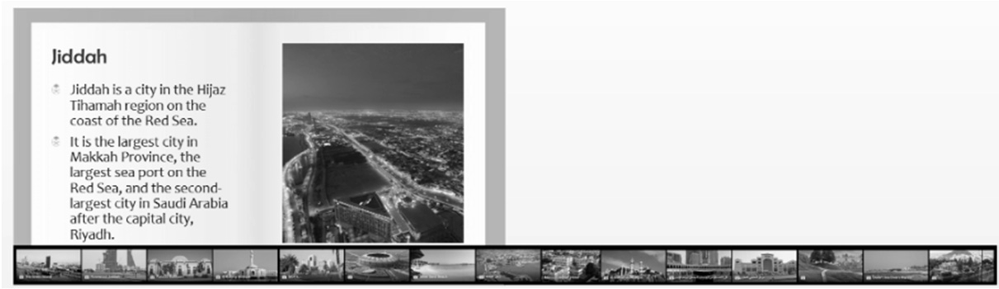 Jiddah
Jiddah is a city in the Hijaz
Tihamah region on the
coast of the Red Sea.
It is the largest city in
Makkah Province, the
largest sea port on the
Red Sea, and the second-
largest city in Saudi Arabia
after the capital city,
Riyadh.